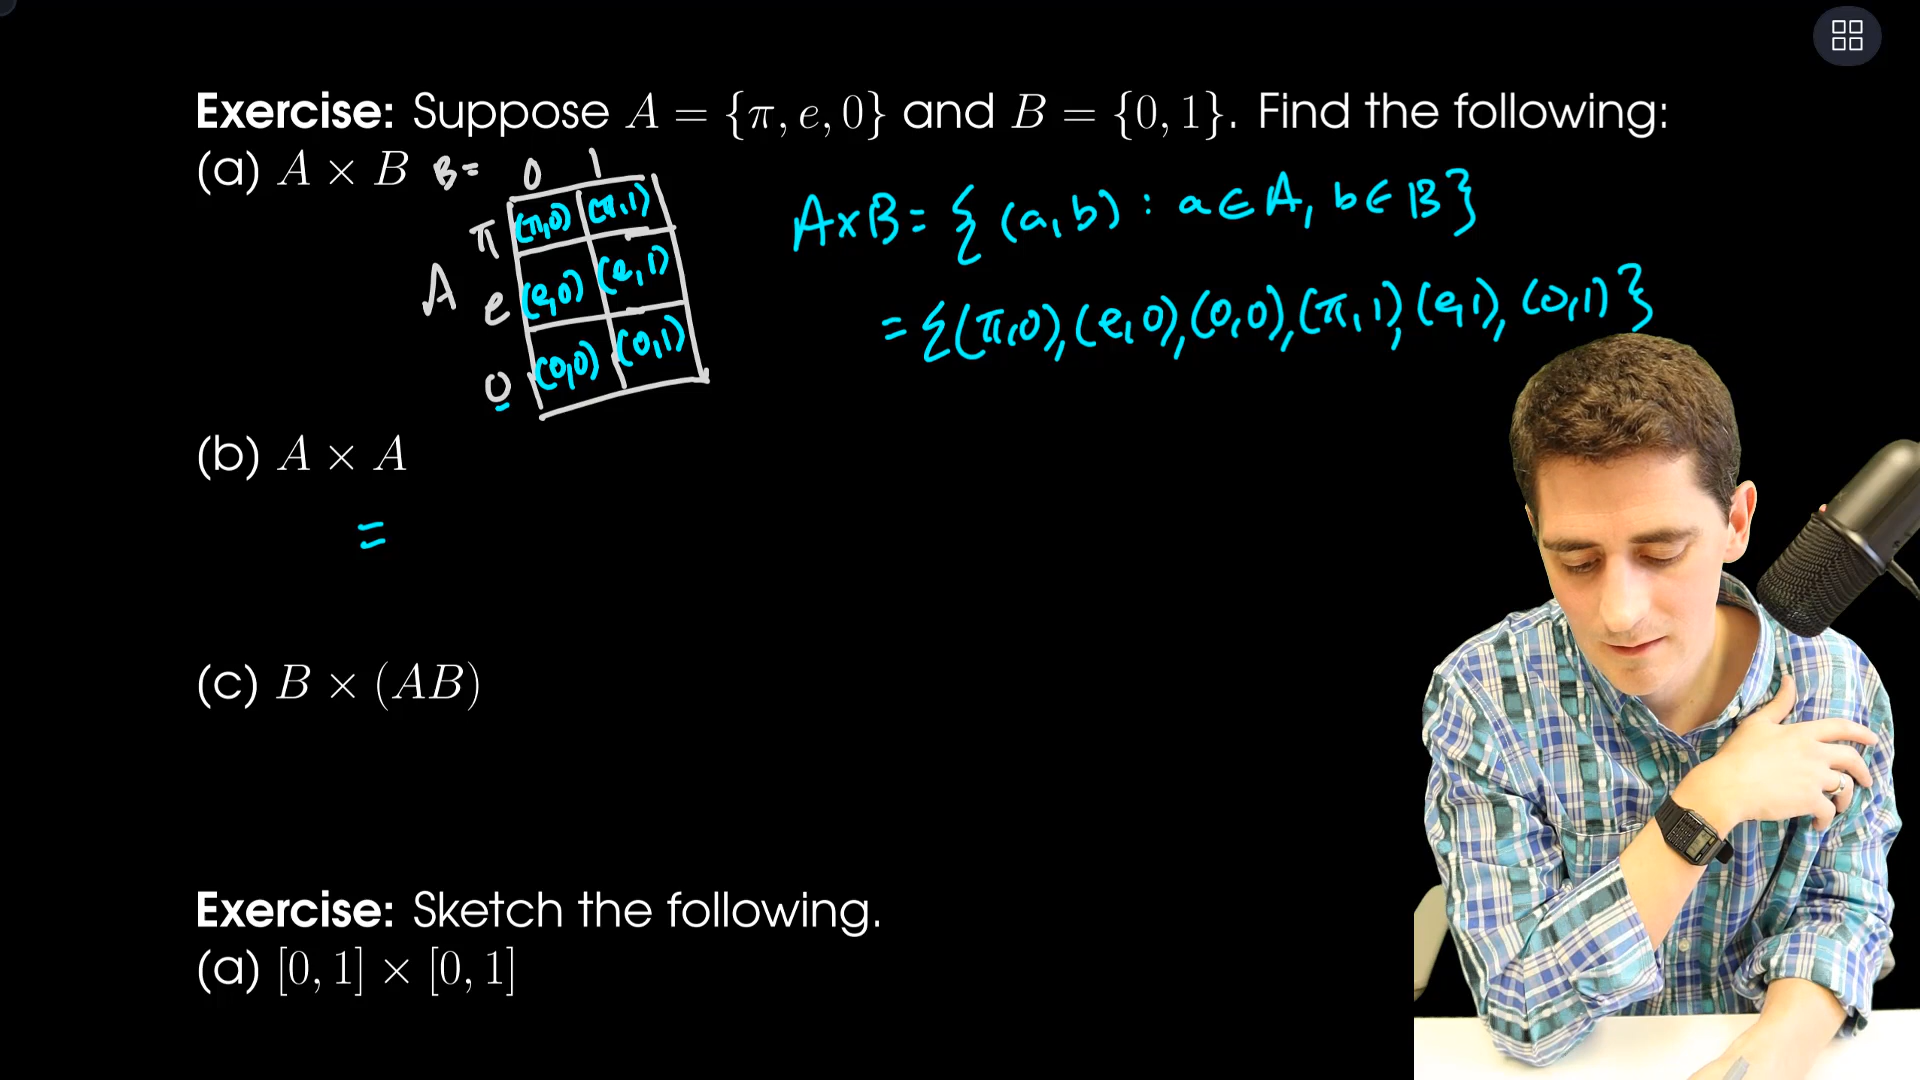 Exercise: Suppose A = {π, e, 0} and B = {0, 1}. Find the following:
(a) A × B
B = 0 1
π (π,0) (π,1)
A e (e,0) (e,1)
0 (0,0) (0,1)
A×B = {(a,b) : a∈A, b∈B}
= {(π,0), (e,0), (0,0), (π,1), (e,1), (0,1)}
(b) A × A
=
(c) B × (AB)
Exercise: Sketch the following.
(a) [0, 1] × [0, 1]